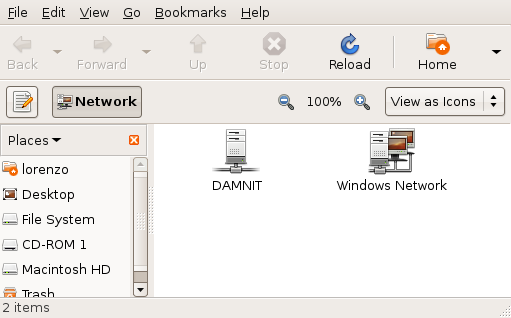 File Edit View Go Bookmarks Help
Back Forward Up Stop Reload Home
Network 100% View as Icons
Places
lorenzo
Desktop
File System
CD-ROM 1
Macintosh HD
Trash
DAMNIT
Windows Network
2 items